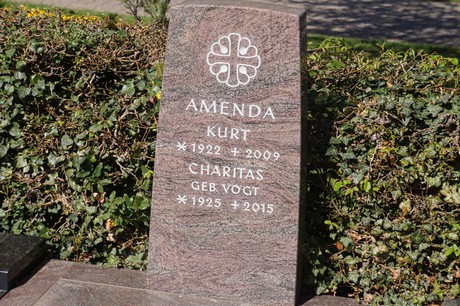 AMENDA
KURT
* 1922 + 2009
CHARITAS
GEB. VOGT
* 1925 + 2015